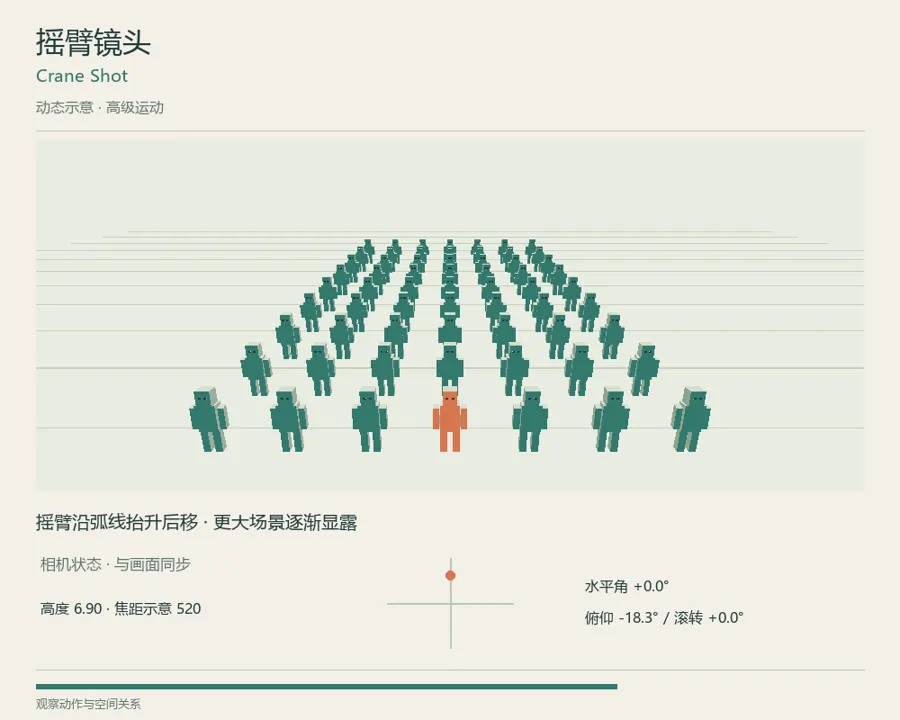 摇臂镜头
Crane Shot
动态示意 · 高级运动
摇臂沿弧线抬升后移 · 更大场景逐渐显露
相机状态 · 与画面同步
高度 6.90 · 焦距示意 520
水平角 +0.0°
俯仰 -18.3° / 滚转 +0.0°
观察动作与空间关系